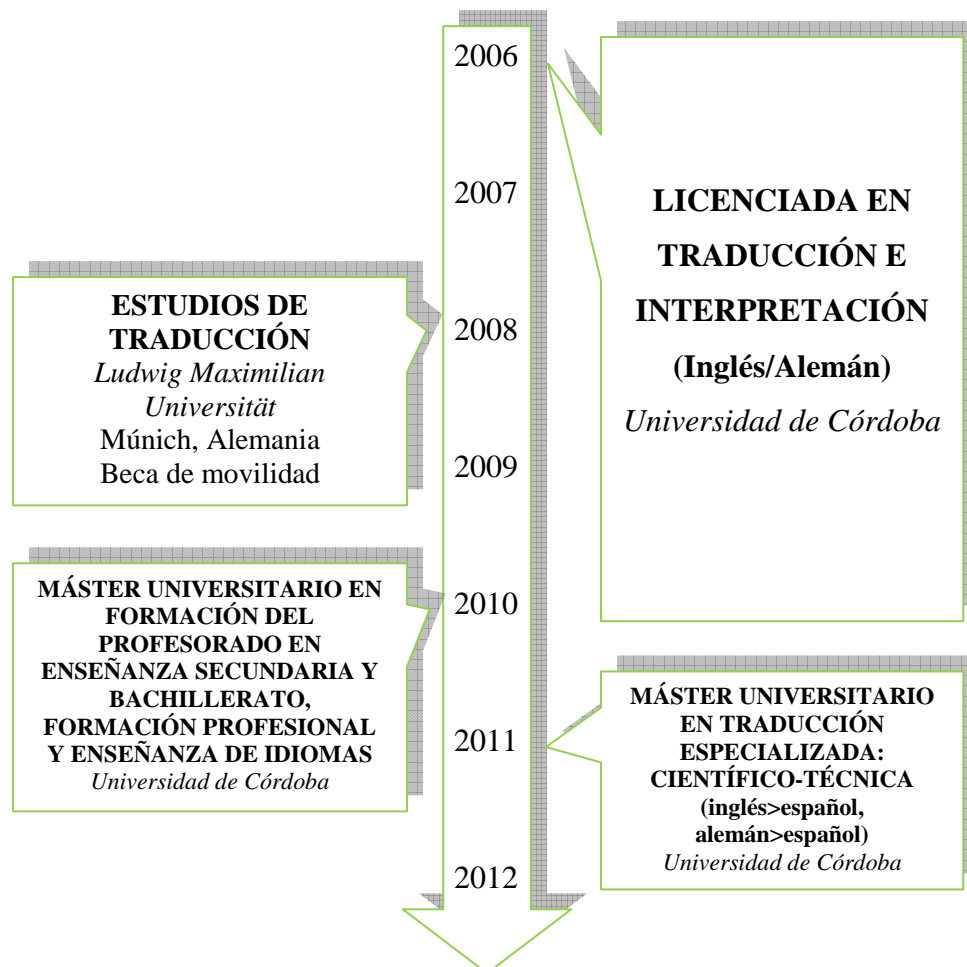 2006
2007
2008
2009
2010
2011
2012
LICENCIADA EN
TRADUCCIÓN E
INTERPRETACIÓN
(Inglés/Alemán)
Universidad de Córdoba
ESTUDIOS DE
TRADUCCIÓN
Ludwig Maximilian
Universität
Múnich, Alemania
Beca de movilidad
MÁSTER UNIVERSITARIO EN
FORMACIÓN DEL
PROFESORADO EN
ENSEÑANZA SECUNDARIA Y
BACHILLERATO,
FORMACIÓN PROFESIONAL
Y ENSEÑANZA DE IDIOMAS
Universidad de Córdoba
MÁSTER UNIVERSITARIO
EN TRADUCCIÓN
ESPECIALIZADA:
CIENTÍFICO-TÉCNICA
(inglés>español,
alemán>español)
Universidad de Córdoba